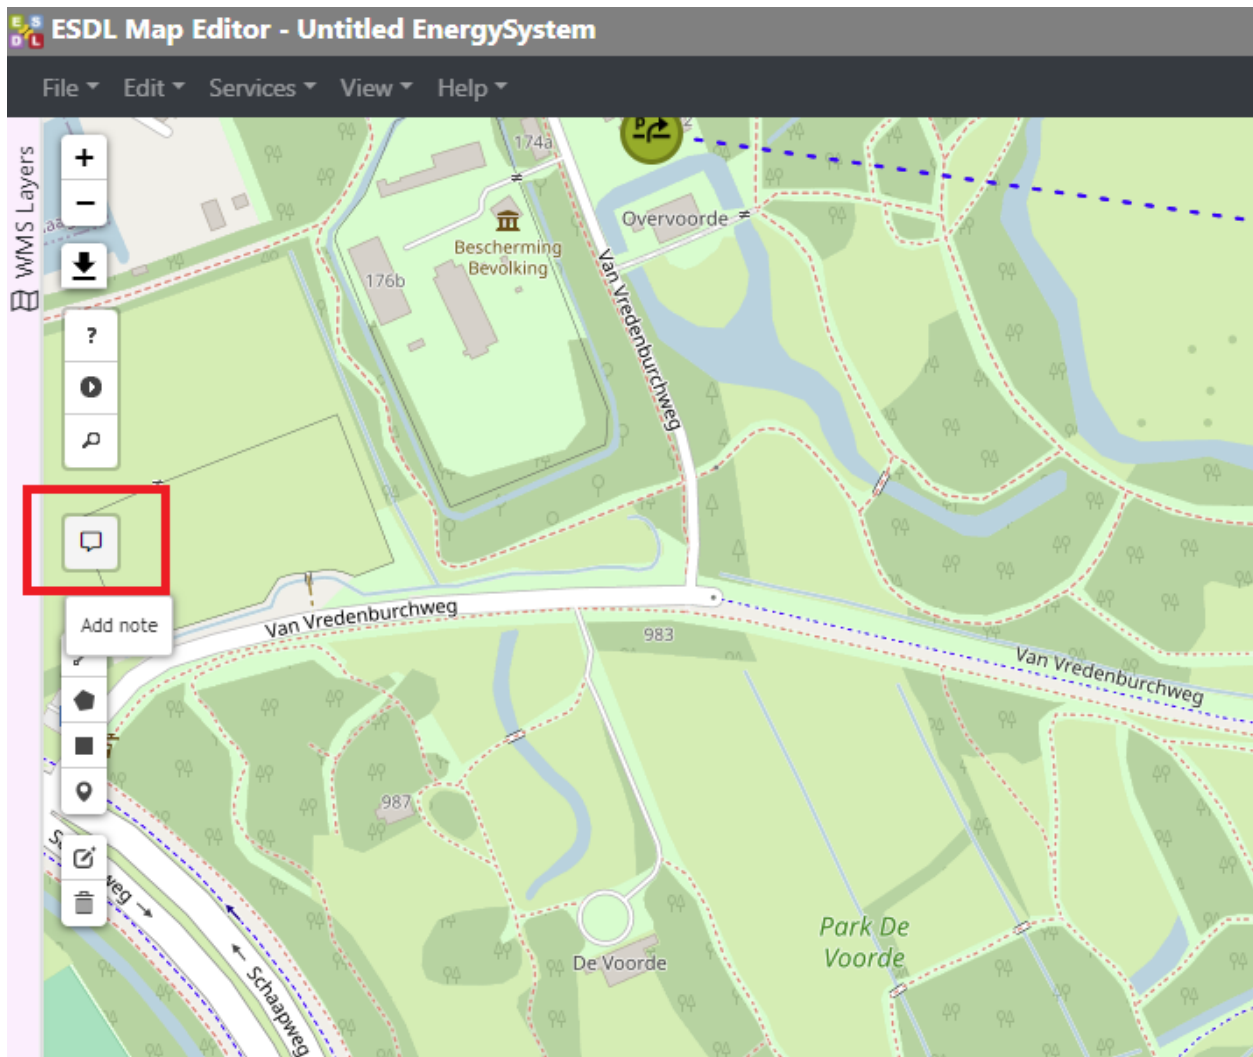 ESDL Map Editor - Untitled EnergySystem
File Edit Services View Help
WMS Layers
+
−
?
P
2
174a
Overvoorde
Bescherming
Bevolking
176b
Van Vredenburchweg
Add note
Van Vredenburchweg
983
Van Vredenburchweg
987
Schaapweg
De Voorde
Park De
Voorde